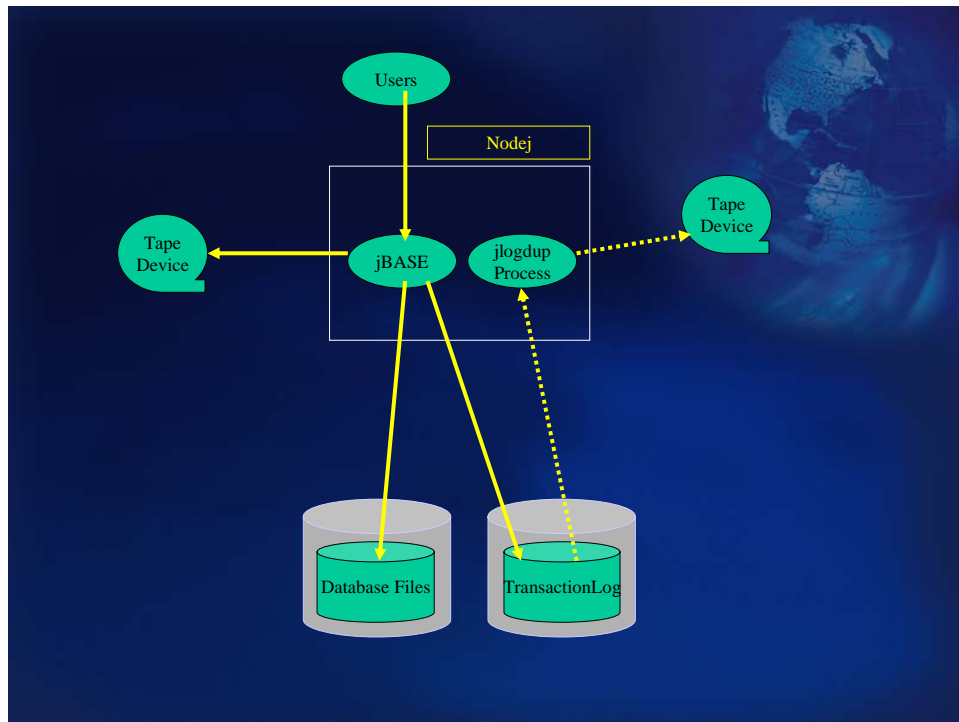 Users
Nodej
Tape
Device
Tape
Device
jBASE
jlogdup
Process
Database Files
TransactionLog